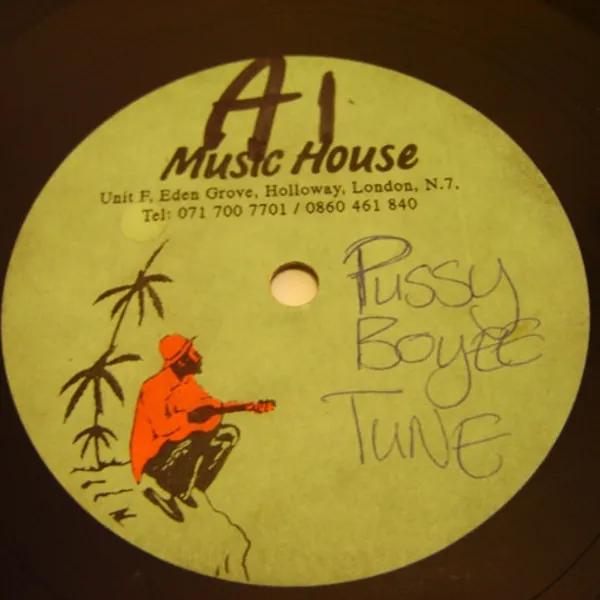 A1
Music House
Unit F, Eden Grove, Holloway, London, N.7.
Tel: 071 700 7701 / 0860 461 840
Pussy
Boyee
Tune